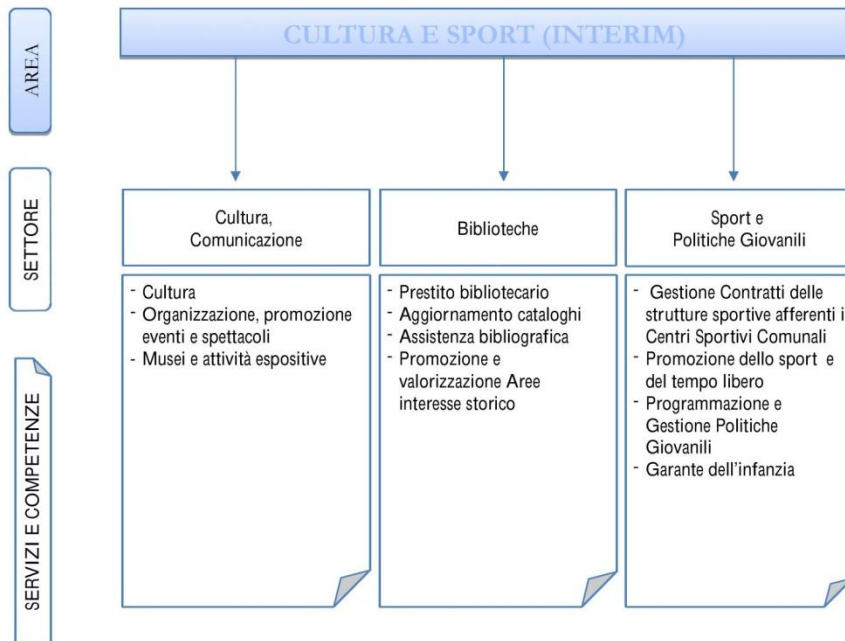 AREA
CULTURA E SPORT (INTERIM)
SETTORE
Cultura,
Comunicazione
Biblioteche
Sport e
Politiche Giovanili
SERVIZI E COMPETENZE
- Cultura
- Organizzazione, promozione
eventi e spettacoli
- Musei e attività espositive
- Prestito bibliotecario
- Aggiornamento cataloghi
- Assistenza bibliografica
- Promozione e
valorizzazione Aree
interesse storico
- Gestione Contratti delle
strutture sportive afferenti i
Centri Sportivi Comunali
- Promozione dello sport e
del tempo libero
- Programmazione e
Gestione Politiche
Giovanili
- Garante dell'infanzia